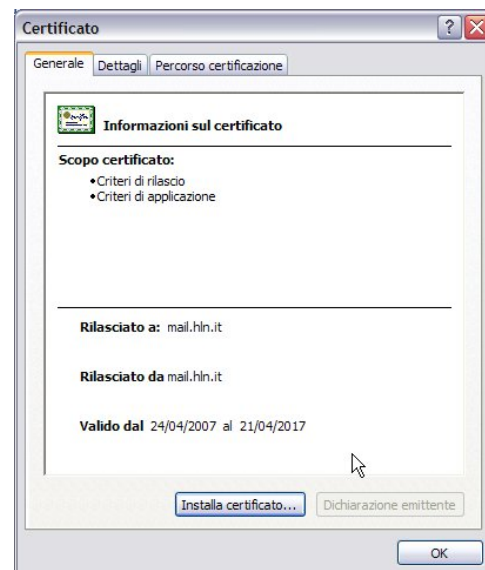 Certificato
Generale Dettagli Percorso certificazione
Informazioni sul certificato
Scopo certificato:
•Criteri di rilascio
•Criteri di applicazione
Rilasciato a: mail.hln.it
Rilasciato da mail.hln.it
Valido dal 24/04/2007 al 21/04/2017
Installa certificato... Dichiarazione emittente
OK